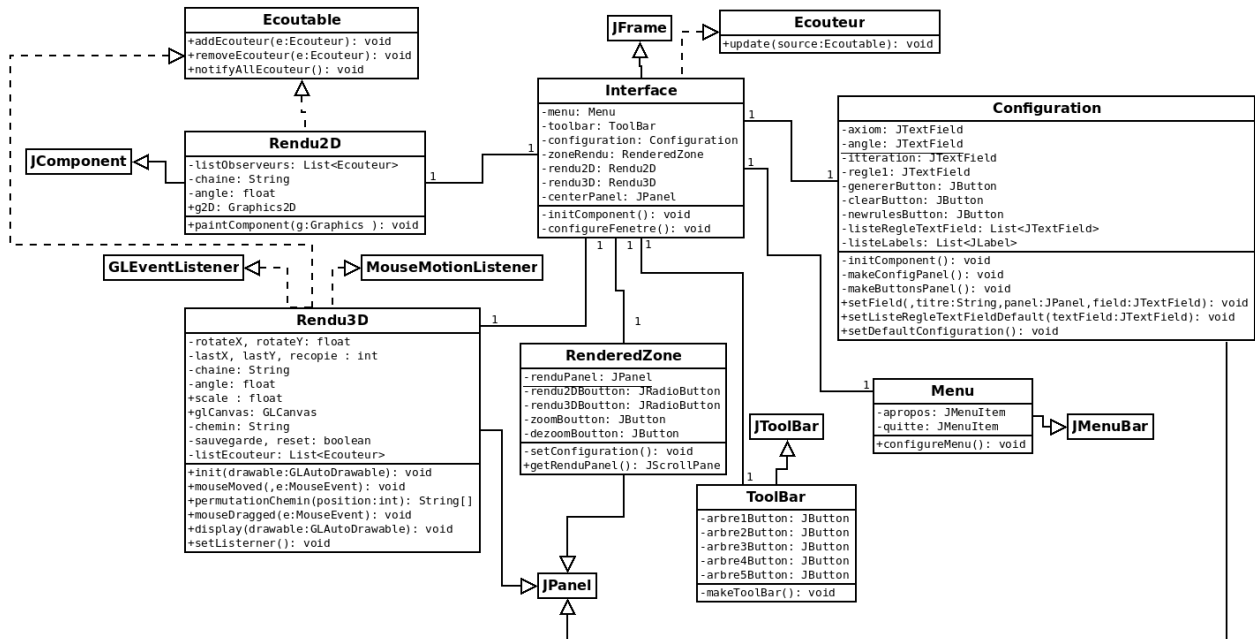 Ecoutable
+addEcouteur(e:Ecouteur): void
+removeEcouteur(e:Ecouteur): void
+notifyAllEcouteur(): void
JFrame
Ecouteur
+update(source:Ecoutable): void
Interface
-menu: Menu
-toolbar: ToolBar
-configuration: Configuration
-zoneRendu: RenderedZone
-rendu2D: Rendu2D
-rendu3D: Rendu3D
-centerPanel: JPanel
-initComponent(): void
-configureFenetre(): void
Configuration
-axiom: JTextField
-angle: JTextField
-itteration: JTextField
-regle1: JTextField
-genererButton: JButton
-clearButton: JButton
-newrulesButton: JButton
-listeRegleTextField: List<JTextField>
-listeLabels: List<JLabel>
-initComponent(): void
-makeConfigPanel(): void
-makeButtonsPanel(): void
+setField(,titre:String,panel:JPanel,field:JTextField): void
+setListeRegleTextFieldDefault(textField:JTextField): void
-setDefaultConfiguration(): void
JComponent
Rendu2D
-listObserveurs: List<Ecouteur>
-chaine: String
-angle: float
+g2D: Graphics2D
+paintComponent(g:Graphics ): void
1
1
1
1
1
1
1
1
1
1
GLEventListener
MouseMotionListener
Rendu3D
-rotateX, rotateY: float
-lastX, lastY, recopie : int
-chaine: String
-angle: float
+scale : float
+glCanvas: GLCanvas
-chemin: String
-sauvegarde, reset: boolean
-listEcouteur: List<Ecouteur>
+init(drawable:GLAutoDrawable): void
+mouseMoved(,e:MouseEvent): void
+permutationChemin(position:int): String[]
+mouseDragged(e:MouseEvent): void
+display(drawable:GLAutoDrawable): void
+setListerner(): void
1
1
RenderedZone
-renduPanel: JPanel
-rendu2DBoutton: JRadioButton
-rendu3DBoutton: JRadioButton
-zoomBoutton: JButton
-dezoomBoutton: JButton
-setConfiguration(): void
+getRenduPanel(): JScrollPane
Menu
-apropos: JMenuItem
-quitte: JMenuItem
+configureMenu(): void
JMenuBar
JToolBar
1
ToolBar
-arbre1Button: JButton
-arbre2Button: JButton
-arbre3Button: JButton
-arbre4Button: JButton
-arbre5Button: JButton
-makeToolBar(): void
JPanel